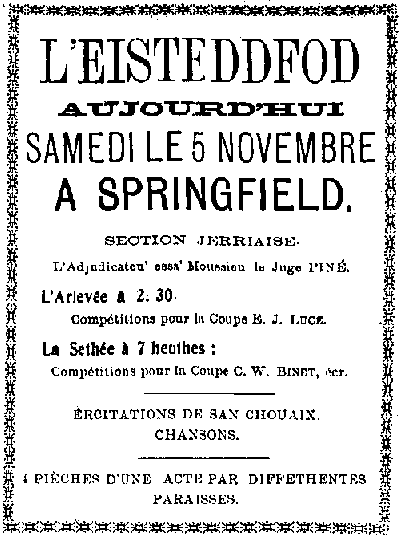 L'EISTEDDFOD
AUJOURD'HUI
SAMEDI LE 5 NOVEMBRE
A SPRINGFIELD.
SECTION JERRIAISE.
L'Adjudicateu' essa' Moussieu le Juge PINÉ.
L'Arlevée à 2. 30.
Compétitions pour la Coupe E. J. LUCE.
La Sethée à 7 heuthes :
Compétitions pour la Coupe C. W. BINET, écr.
ÉRCITATIONS DE SAN CHOUAIX.
CHANSONS.
4 PIÈCHES D'UNE ACTE PAR DIFFETHENTES
PARAISSES.